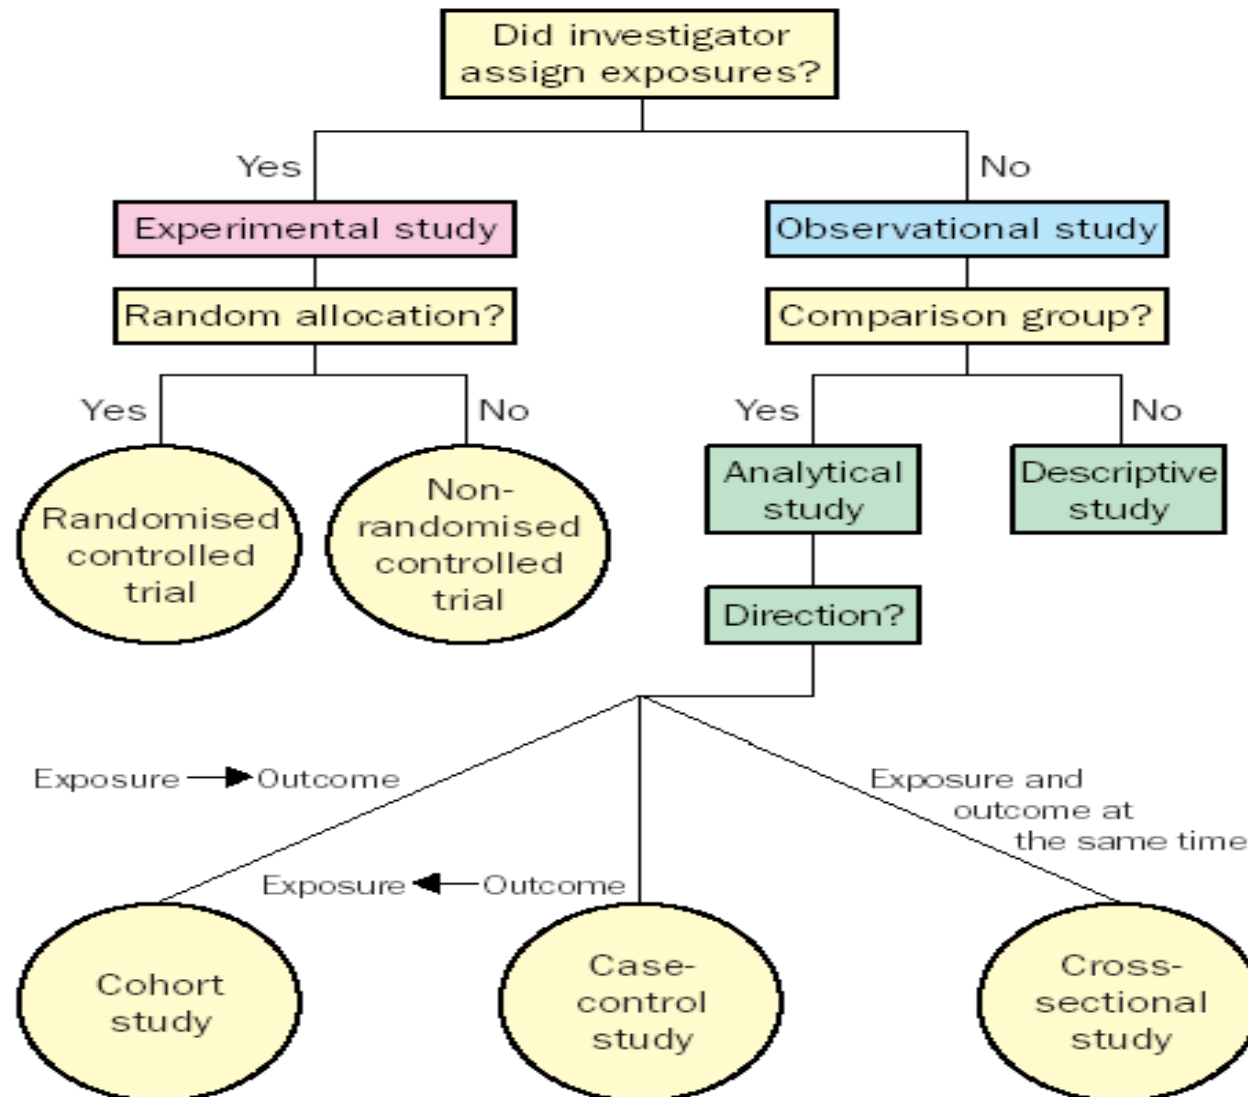 Did investigator
assign exposures?
Yes
No
Experimental study
Observational study
Random allocation?
Comparison group?
Yes
No
Yes
No
Randomised
controlled
trial
Non-
randomised
controlled
trial
Analytical
study
Descriptive
study
Direction?
Exposure
Outcome
Exposure and
outcome at
the same time
Exposure
Outcome
Cohort
study
Case-
control
study
Cross-
sectional
study